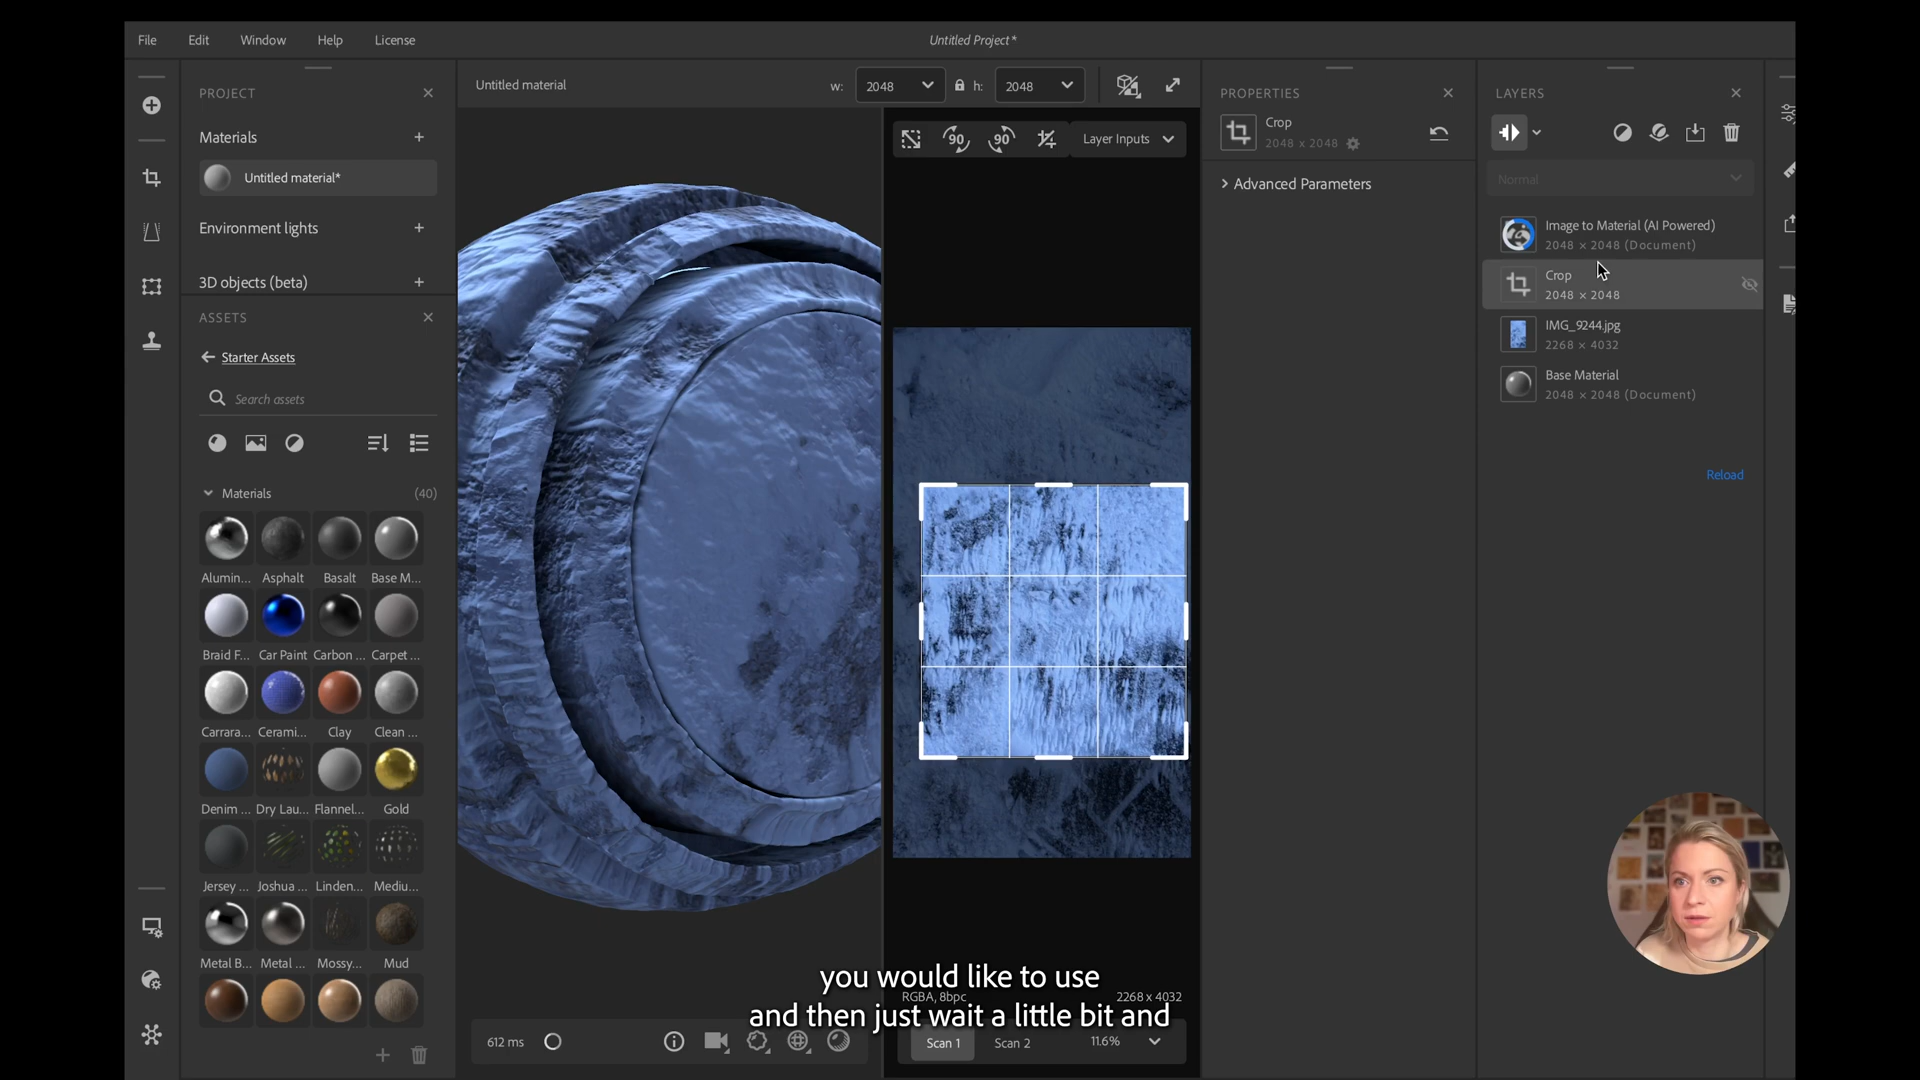 File Edit Window Help License
Untitled Project*
PROJECT
Materials
Untitled material*
Environment lights
3D objects (beta)
ASSETS
Starter Assets
Search assets
Materials (40)
Alumin... Asphalt Basalt Base M...
Braid F... Car Paint Carbon ... Carpet ...
Carrara... Cerami... Clay Clean ...
Denim ... Dry Lau... Flannel... Gold
Jersey ... Joshua ... Linden... Mediu...
Metal B... Metal ... Mossy... Mud
Untitled material w: 2048 h: 2048
90 90 Layer Inputs
RGBA, 8bpc 2268 x 4032
612 ms
Scan 1 Scan 2 11.6%
you would like to use
and then just wait a little bit and
PROPERTIES
Crop
2048 x 2048
Advanced Parameters
LAYERS
Normal
Image to Material (AI Powered)
2048 × 2048 (Document)
Crop
2048 × 2048
IMG_9244.jpg
2268 × 4032
Base Material
2048 × 2048 (Document)
Reload